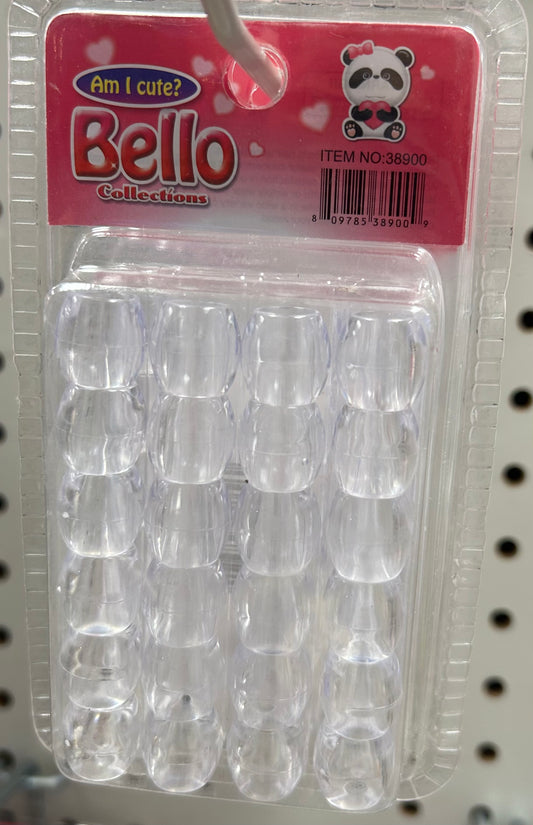 Am I cute?
Bello
Collections
ITEM NO:38900
8 09785 38900 9